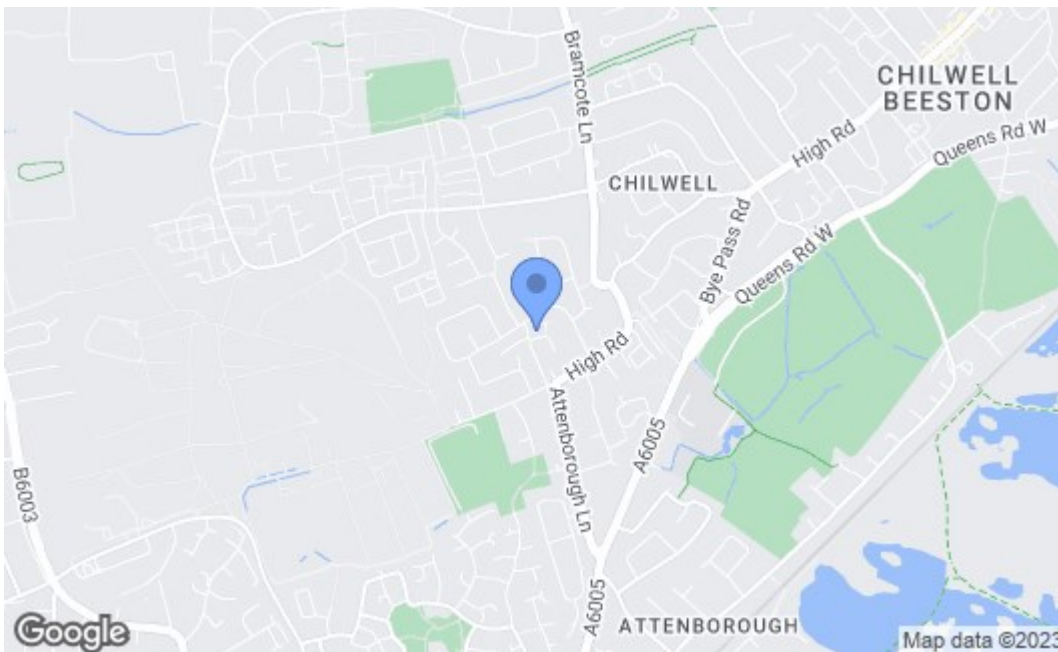 Bramcote Ln
CHILWELL
BEESTON
High Rd
Queens Rd W
CHILWELL
Bye Pass Rd
Queens Rd W
High Rd
Attenborough Ln
A6005
B6003
A6005
ATTENBOROUGH
Google
Map data ©2023